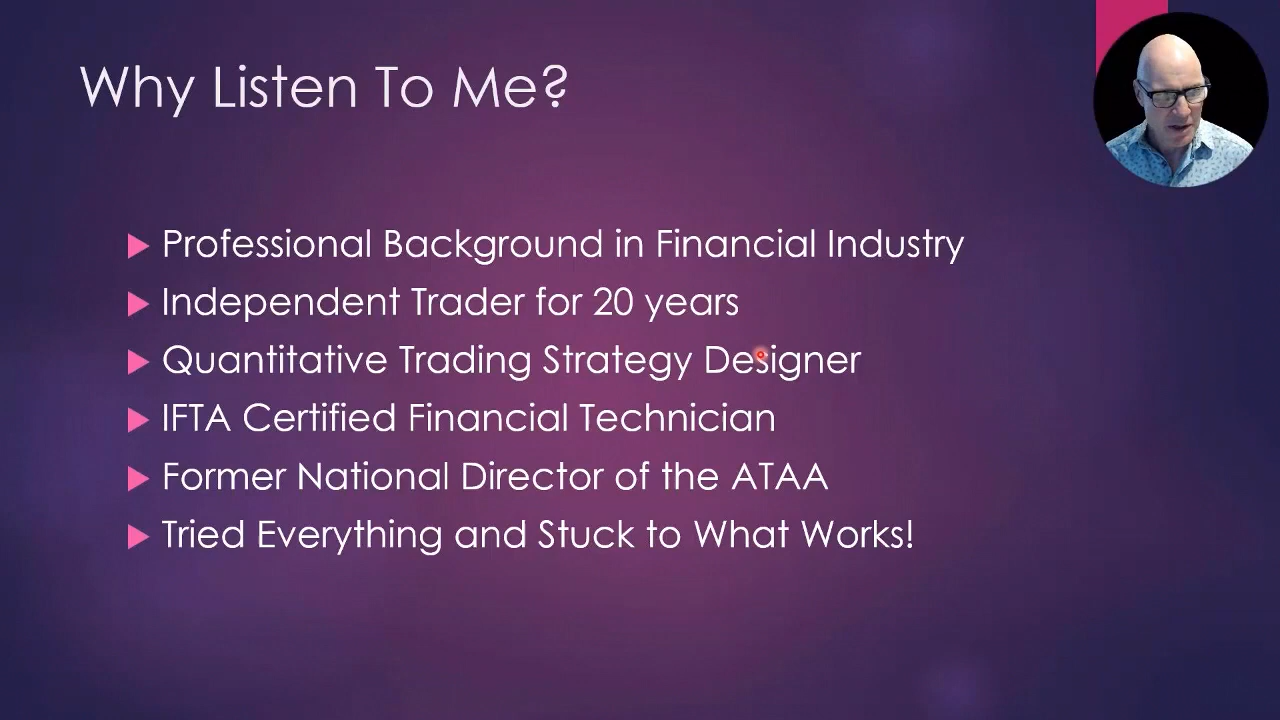 Why Listen To Me?
Professional Background in Financial Industry
Independent Trader for 20 years
Quantitative Trading Strategy Designer
IFTA Certified Financial Technician
Former National Director of the ATAA
Tried Everything and Stuck to What Works!